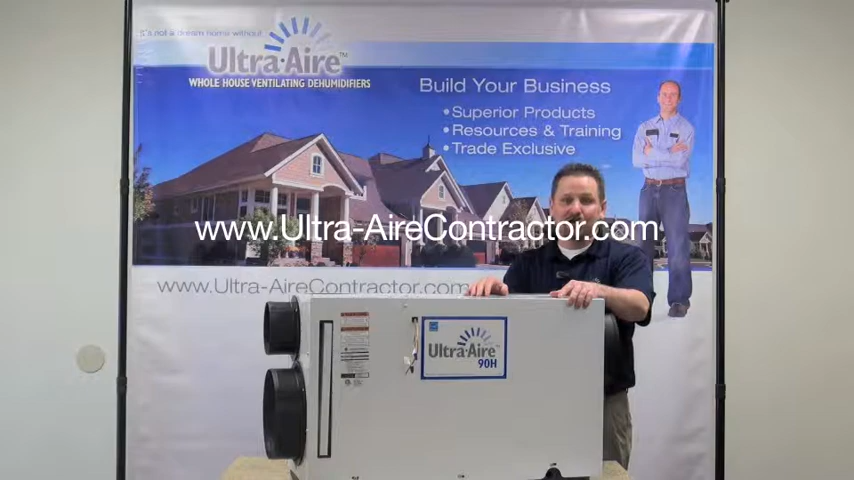 It's not a dream home without...
Ultra-Aire™
WHOLE HOUSE VENTILATING DEHUMIDIFIERS
Build Your Business
• Superior Products
• Resources & Training
• Trade Exclusive
www.Ultra-AireContractor.com
www.Ultra-AireContractor.com
Ultra-Aire
90H